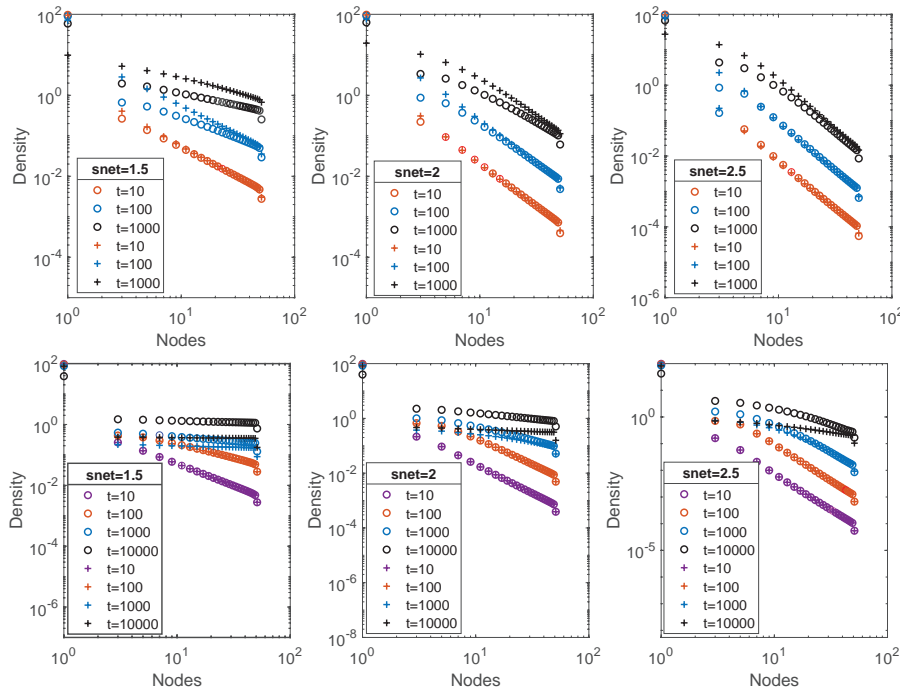 10^2
10^0
10^-2
10^-4
Density
snet=1.5
t=10
t=100
t=1000
t=10
t=100
t=1000
10^0
10^1
10^2
Nodes
10^2
10^0
10^-2
10^-4
Density
snet=2
t=10
t=100
t=1000
t=10
t=100
t=1000
10^0
10^1
10^2
Nodes
10^2
10^0
10^-2
10^-4
10^-6
Density
snet=2.5
t=10
t=100
t=1000
t=10
t=100
t=1000
10^0
10^1
10^2
Nodes
10^2
10^0
10^-2
10^-4
10^-6
Density
snet=1.5
t=10
t=100
t=1000
t=10000
t=10
t=100
t=1000
t=10000
10^0
10^1
10^2
Nodes
10^2
10^0
10^-2
10^-4
10^-6
10^-8
Density
snet=2
t=10
t=100
t=1000
t=10000
t=10
t=100
t=1000
t=10000
10^0
10^1
10^2
Nodes
10^0
10^-5
Density
snet=2.5
t=10
t=100
t=1000
t=10000
t=10
t=100
t=1000
t=10000
10^0
10^1
10^2
Nodes